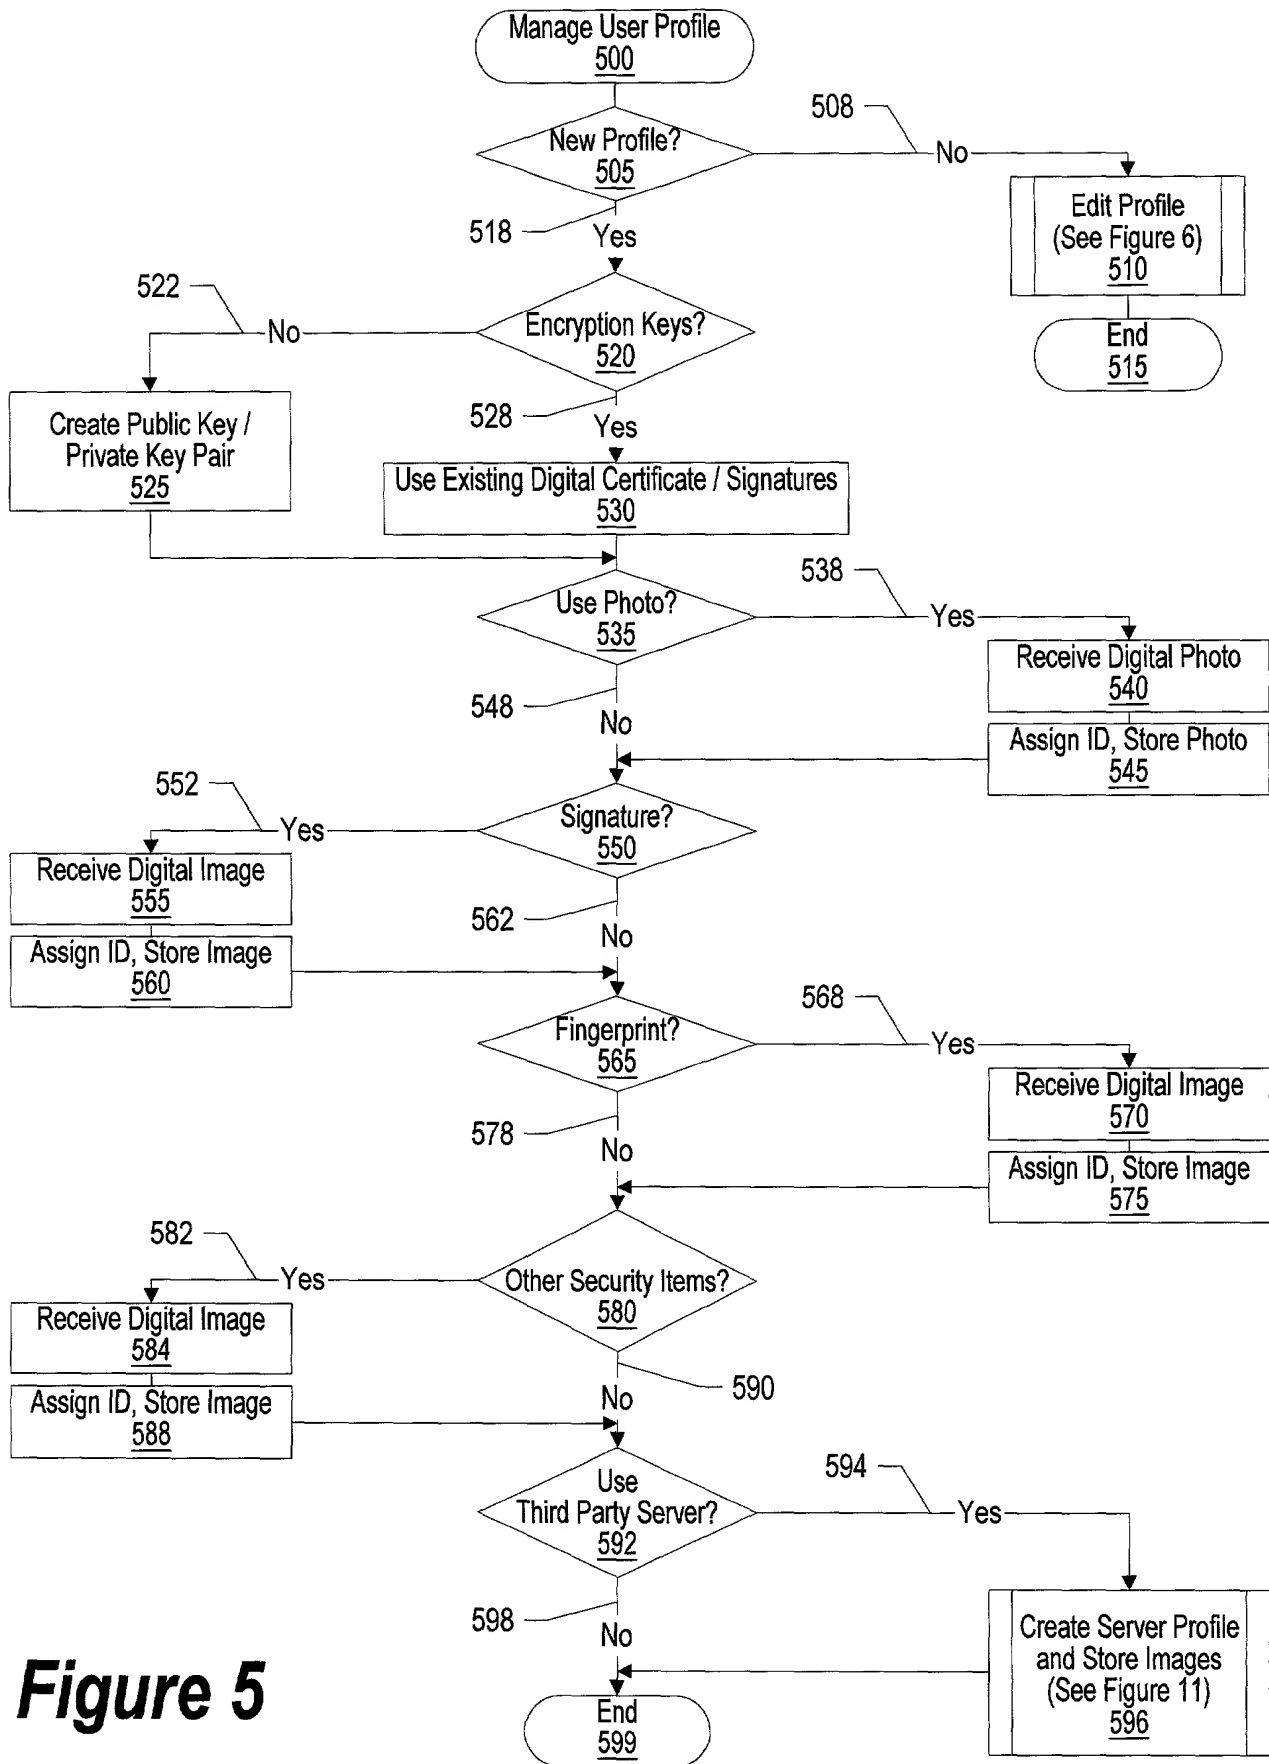 Manage User Profile
500
508
New Profile?
505
No
518
Yes
Edit Profile
(See Figure 6)
510
522
No
Encryption Keys?
520
End
515
528
Yes
Create Public Key /
Private Key Pair
525
Use Existing Digital Certificate / Signatures
530
538
Use Photo?
535
Yes
548
No
Receive Digital Photo
540
Assign ID, Store Photo
545
552
Yes
Signature?
550
Receive Digital Image
555
562
No
Assign ID, Store Image
560
568
Fingerprint?
565
Yes
578
No
Receive Digital Image
570
Assign ID, Store Image
575
582
Yes
Other Security Items?
580
Receive Digital Image
584
590
No
Assign ID, Store Image
588
594
Use
Third Party Server?
592
Yes
598
No
Create Server Profile
and Store Images
(See Figure 11)
596
End
599
Figure 5